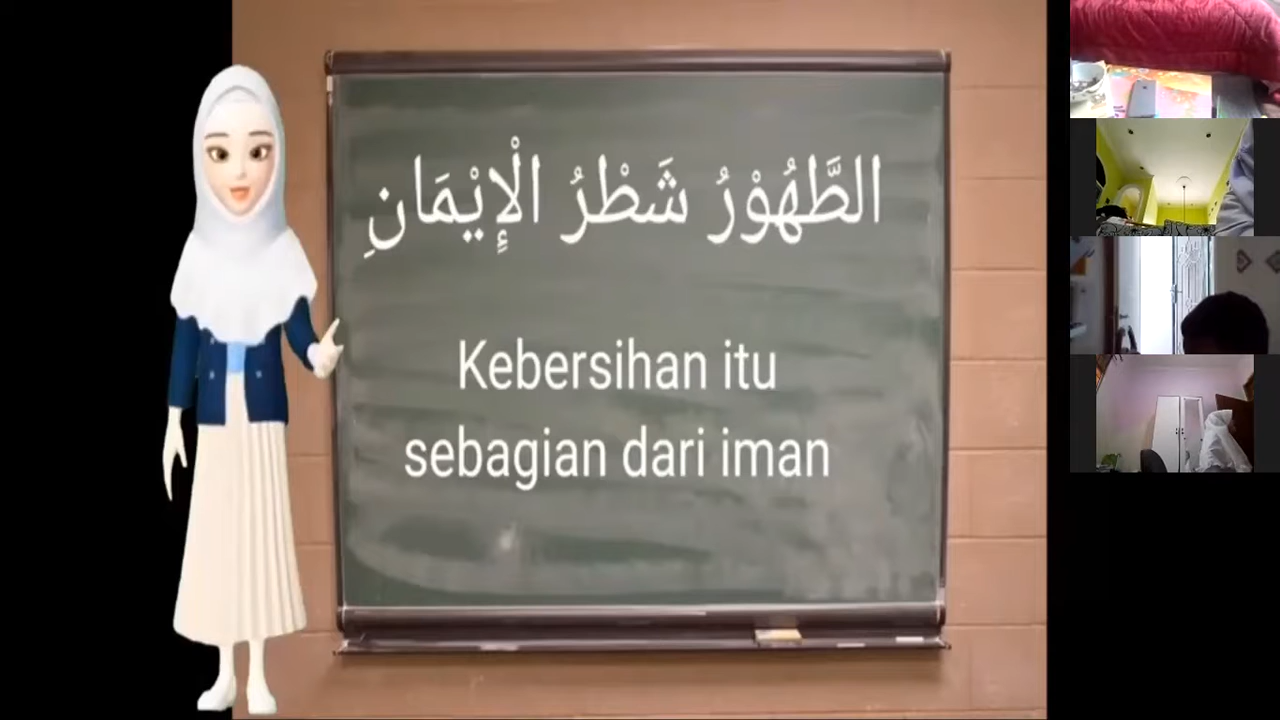 الطَّهُوْرُ شَطْرُ الْإِيْمَانِ
Kebersihan itu
sebagian dari iman